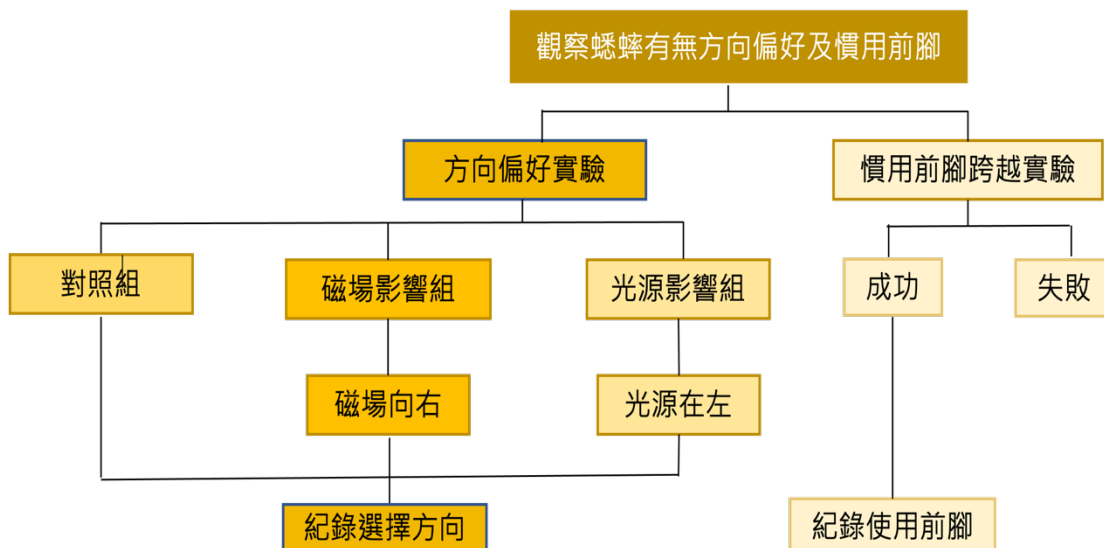 觀察蟋蟀有無方向偏好及慣用前腳
方向偏好實驗
慣用前腳跨越實驗
對照組
磁場影響組
光源影響組
成功
失敗
磁場向右
光源在左
紀錄選擇方向
紀錄使用前腳